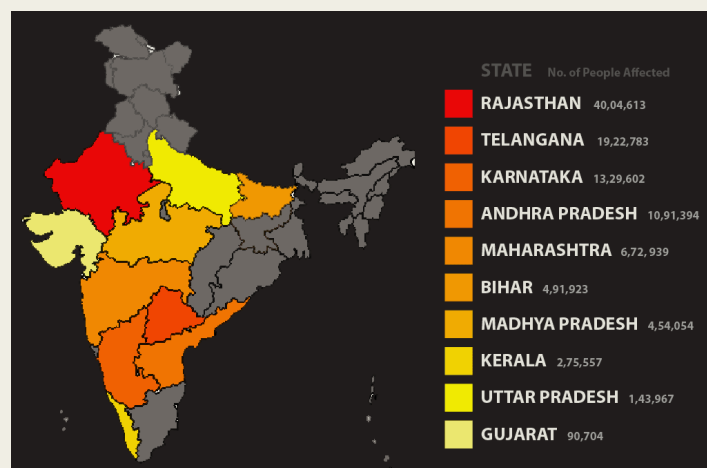 STATE No. of People Affected
RAJASTHAN 40,04,613
TELANGANA 19,22,783
KARNATAKA 13,29,602
ANDHRA PRADESH 10,91,394
MAHARASHTRA 6,72,939
BIHAR 4,91,923
MADHYA PRADESH 4,54,054
KERALA 2,75,557
UTTAR PRADESH 1,43,967
GUJARAT 90,704